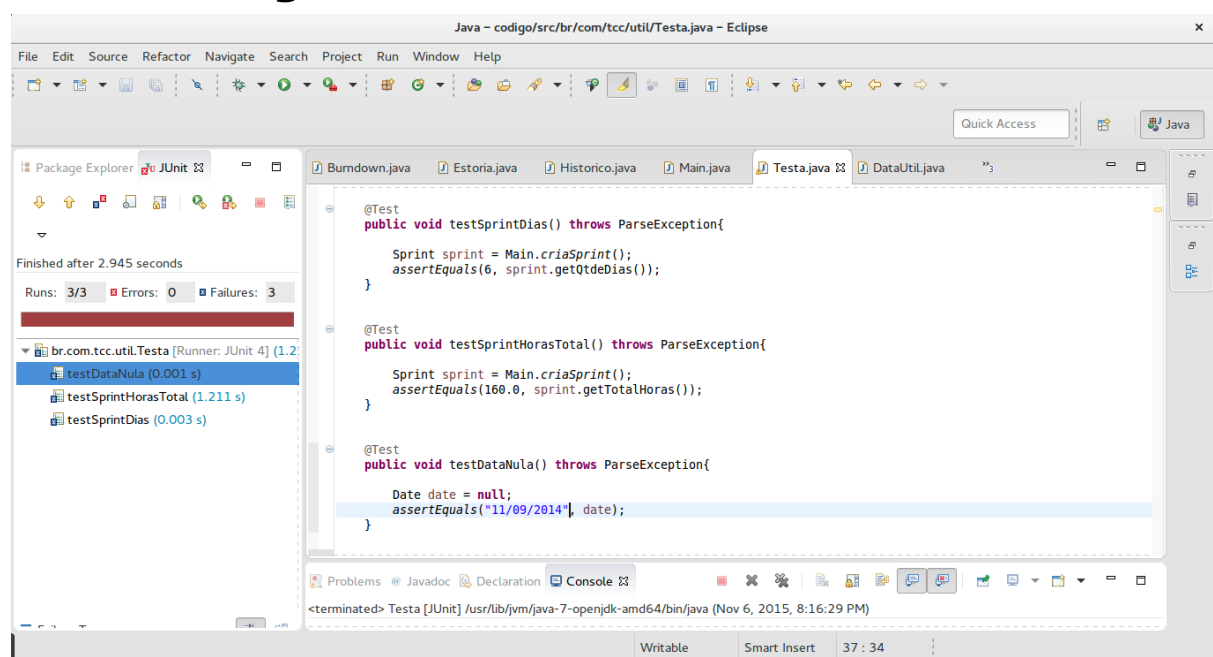 Java – codigo/src/br/com/tcc/util/Testa.java – Eclipse
File Edit Source Refactor Navigate Search Project Run Window Help
Quick Access
Java
Package Explorer JUnit
Finished after 2.945 seconds
Runs: 3/3 Errors: 0 Failures: 3
br.com.tcc.util.Testa [Runner: JUnit 4] (1.2
testDataNula (0.001 s)
testSprintHorasTotal (1.211 s)
testSprintDias (0.003 s)
Burndown.java Estoria.java Historico.java Main.java Testa.java DataUtil.java »3
@Test
public void testSprintDias() throws ParseException{
Sprint sprint = Main.criaSprint();
assertEquals(6, sprint.getQtdeDias());
}
@Test
public void testSprintHorasTotal() throws ParseException{
Sprint sprint = Main.criaSprint();
assertEquals(160.0, sprint.getTotalHoras());
}
@Test
public void testDataNula() throws ParseException{
Date date = null;
assertEquals("11/09/2014", date);
}
Problems @ Javadoc Declaration Console
<terminated> Testa [JUnit] /usr/lib/jvm/java-7-openjdk-amd64/bin/java (Nov 6, 2015, 8:16:29 PM)
Writable Smart Insert 37 : 34